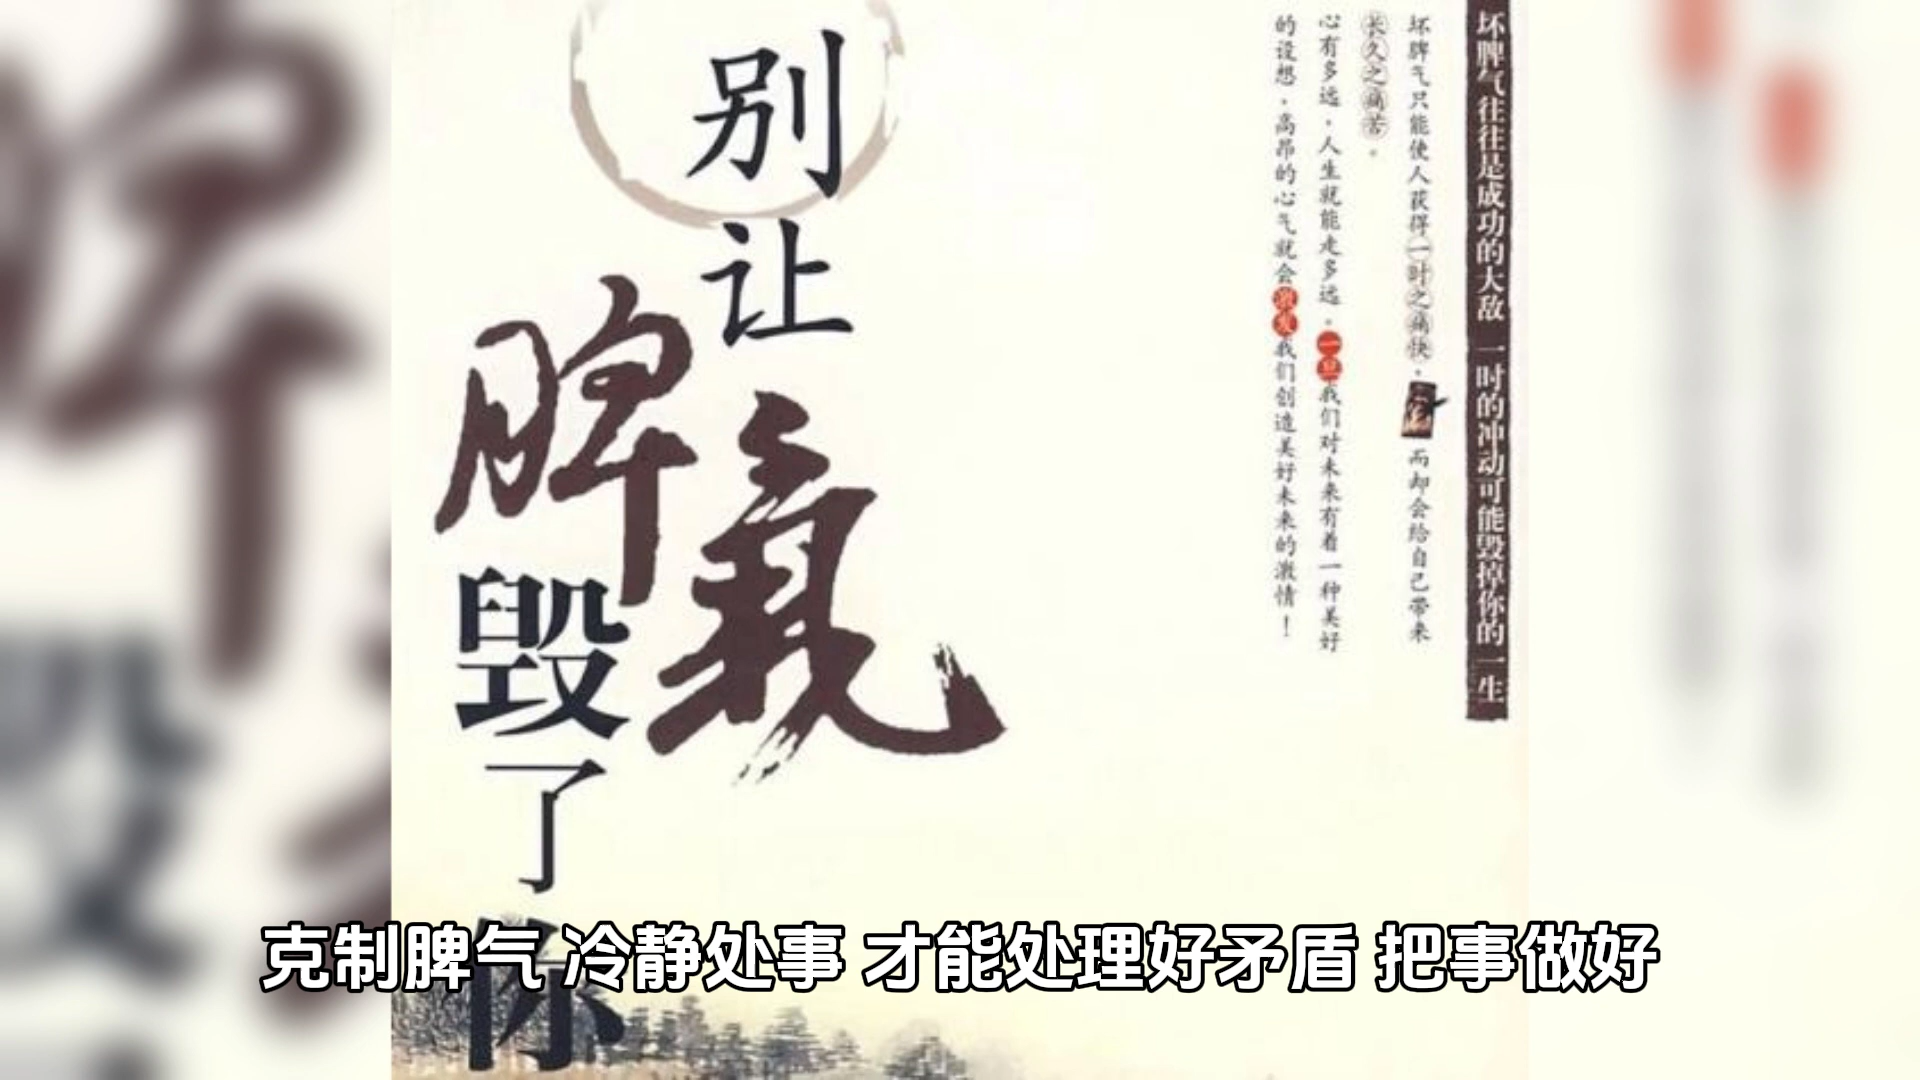 坏脾气往往是成功的大敌 一时的冲动可能毁掉你的一生
坏脾气只能使人获得一时之痛快，而却会给自己带来
长久之痛苦。
心有多远，人生就能走多远。一旦我们对未来有着一种美好
的设想，高昂的心气就会激发我们创造美好未来的激情！
别让
脾气
毁了你
克制脾气 冷静处事 才能处理好矛盾 把事做好